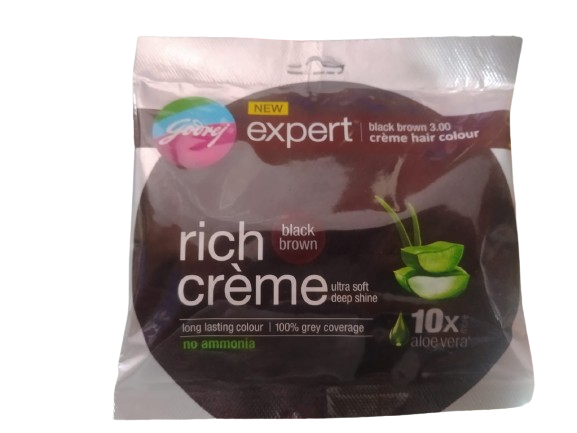 NEW
Godrej
expert
black brown 3.00
crème hair colour
rich
crème
black
brown
ultra soft
deep shine
long lasting colour | 100% grey coverage
no ammonia
10x
aloe vera*